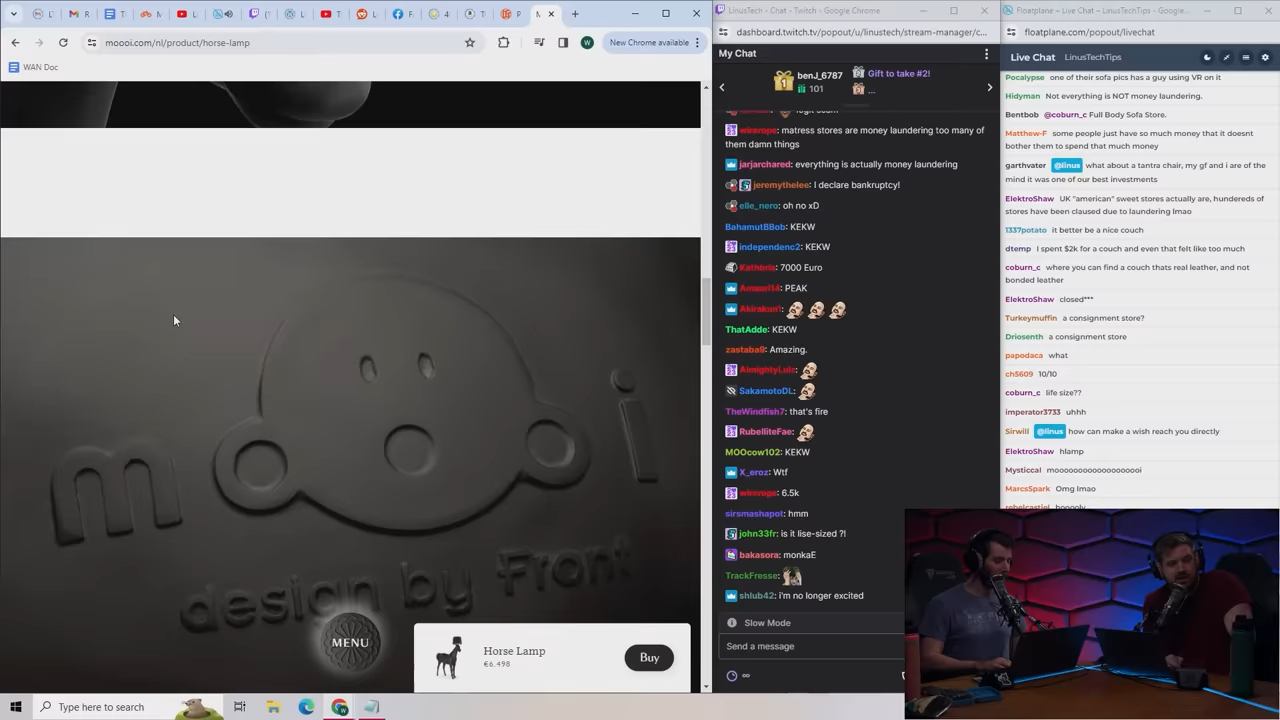 moooi.com/nl/product/horse-lamp
New Chrome available
WAN Doc
m o o o i
design by Front
MENU
Horse Lamp
€6.498
Buy
Type here to search
LinusTech - Chat - Twitch - Google Chrome
dashboard.twitch.tv/popout/u/linustech/stream-manager/c...
My Chat
benJ_6787
101
Gift to take #2!
...
wirerope: matress stores are money laundering too many of
them damn things
jarjarchared: everything is actually money laundering
jeremythelee: I declare bankruptcy!
elle_nero: oh no xD
BahamutBBob: KEKW
independenc2: KEKW
7000 Euro
PEAK
ThatAdde: KEKW
zastaba9: Amazing.
AlmightyLuic:
SakamotoDL:
TheWindfish7: that's fire
RubelliteFae:
MOOcow102: KEKW
X_eroz: Wtf
wirerope: 6.5k
sirsmashapot: hmm
john33fr: is it lise-sized ?!
bakasora: monkaE
TrackFresse:
shlub42: i'm no longer excited
Slow Mode
Send a message
Floatplane – Live Chat – LinusTechTips - Google...
floatplane.com/popout/livechat
Live Chat LinusTechTips
Pocalypse one of their sofa pics has a guy using VR on it
Hidyman Not everything is NOT money laundering.
Bentbob @coburn_c Full Body Sofa Store.
Matthew-F some people just have so much money that it doesnt
bother them to spend that much money
garthvater @linus what about a tantra chair, my gf and i are of the
mind it was one of our best investments
ElektroShaw UK "american" sweet stores actually are, hundereds of
stores have been claused due to laundering lmao
1337potato it better be a nice couch
dtemp I spent $2k for a couch and even that felt like too much
coburn_c where you can find a couch thats real leather, and not
bonded leather
ElektroShaw closed***
Turkeymuffin a consignment store?
Driosenth a consignment store
papodaca what
ch5609 10/10
coburn_c life size??
imperator3733 uhhh
Sirwill @linus how can make a wish reach you directly
ElektroShaw hlamp
Mysticcal mooooooooooooooooooi
MarcsSpark Omg lmao